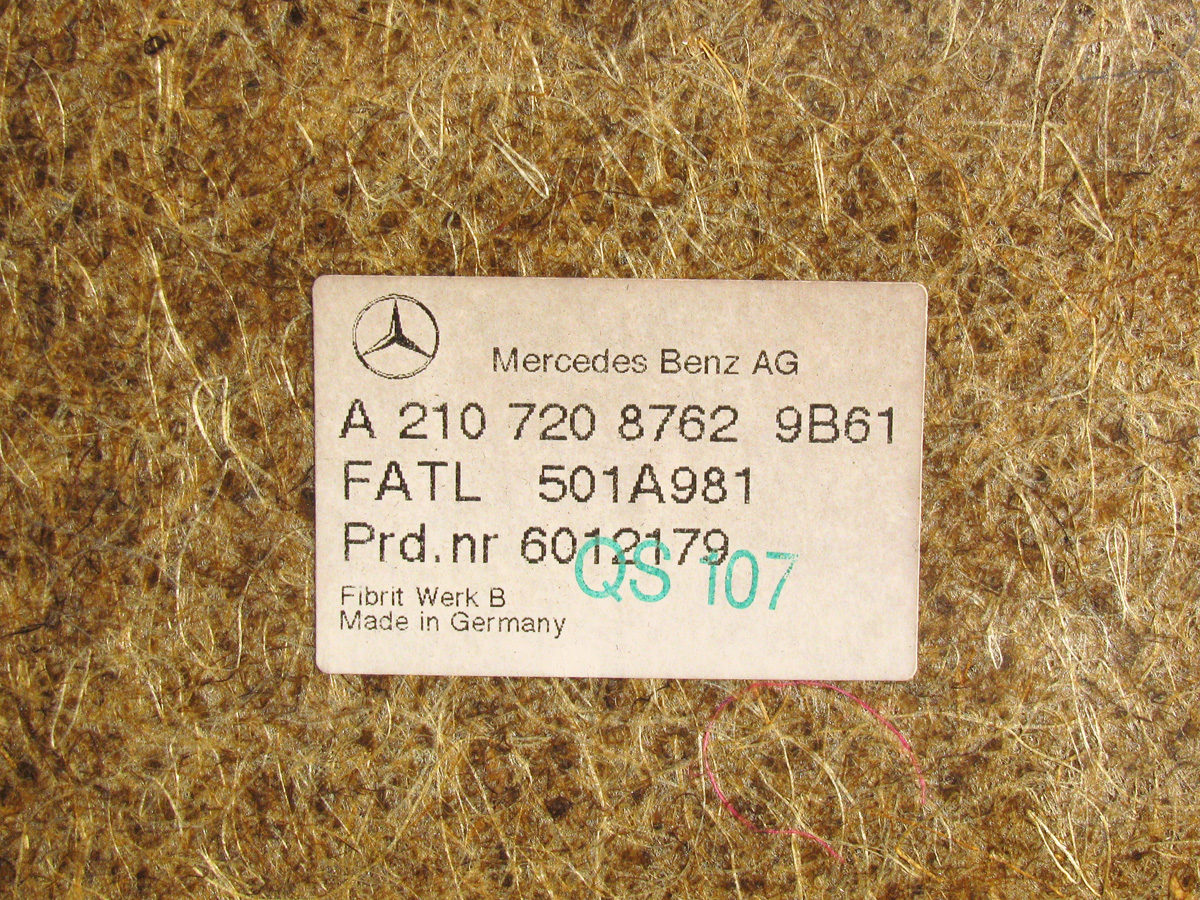 Mercedes Benz AG
A 210 720 8762 9B61
FATL 501A981
Prd.nr 6012179
QS 107
Fibrit Werk B
Made in Germany